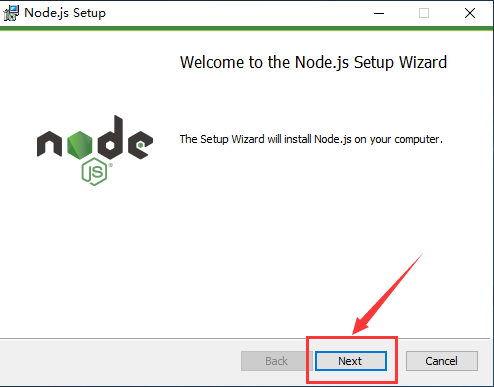 Node.js Setup
Welcome to the Node.js Setup Wizard
The Setup Wizard will install Node.js on your computer.
node
JS®
Back
Next
Cancel